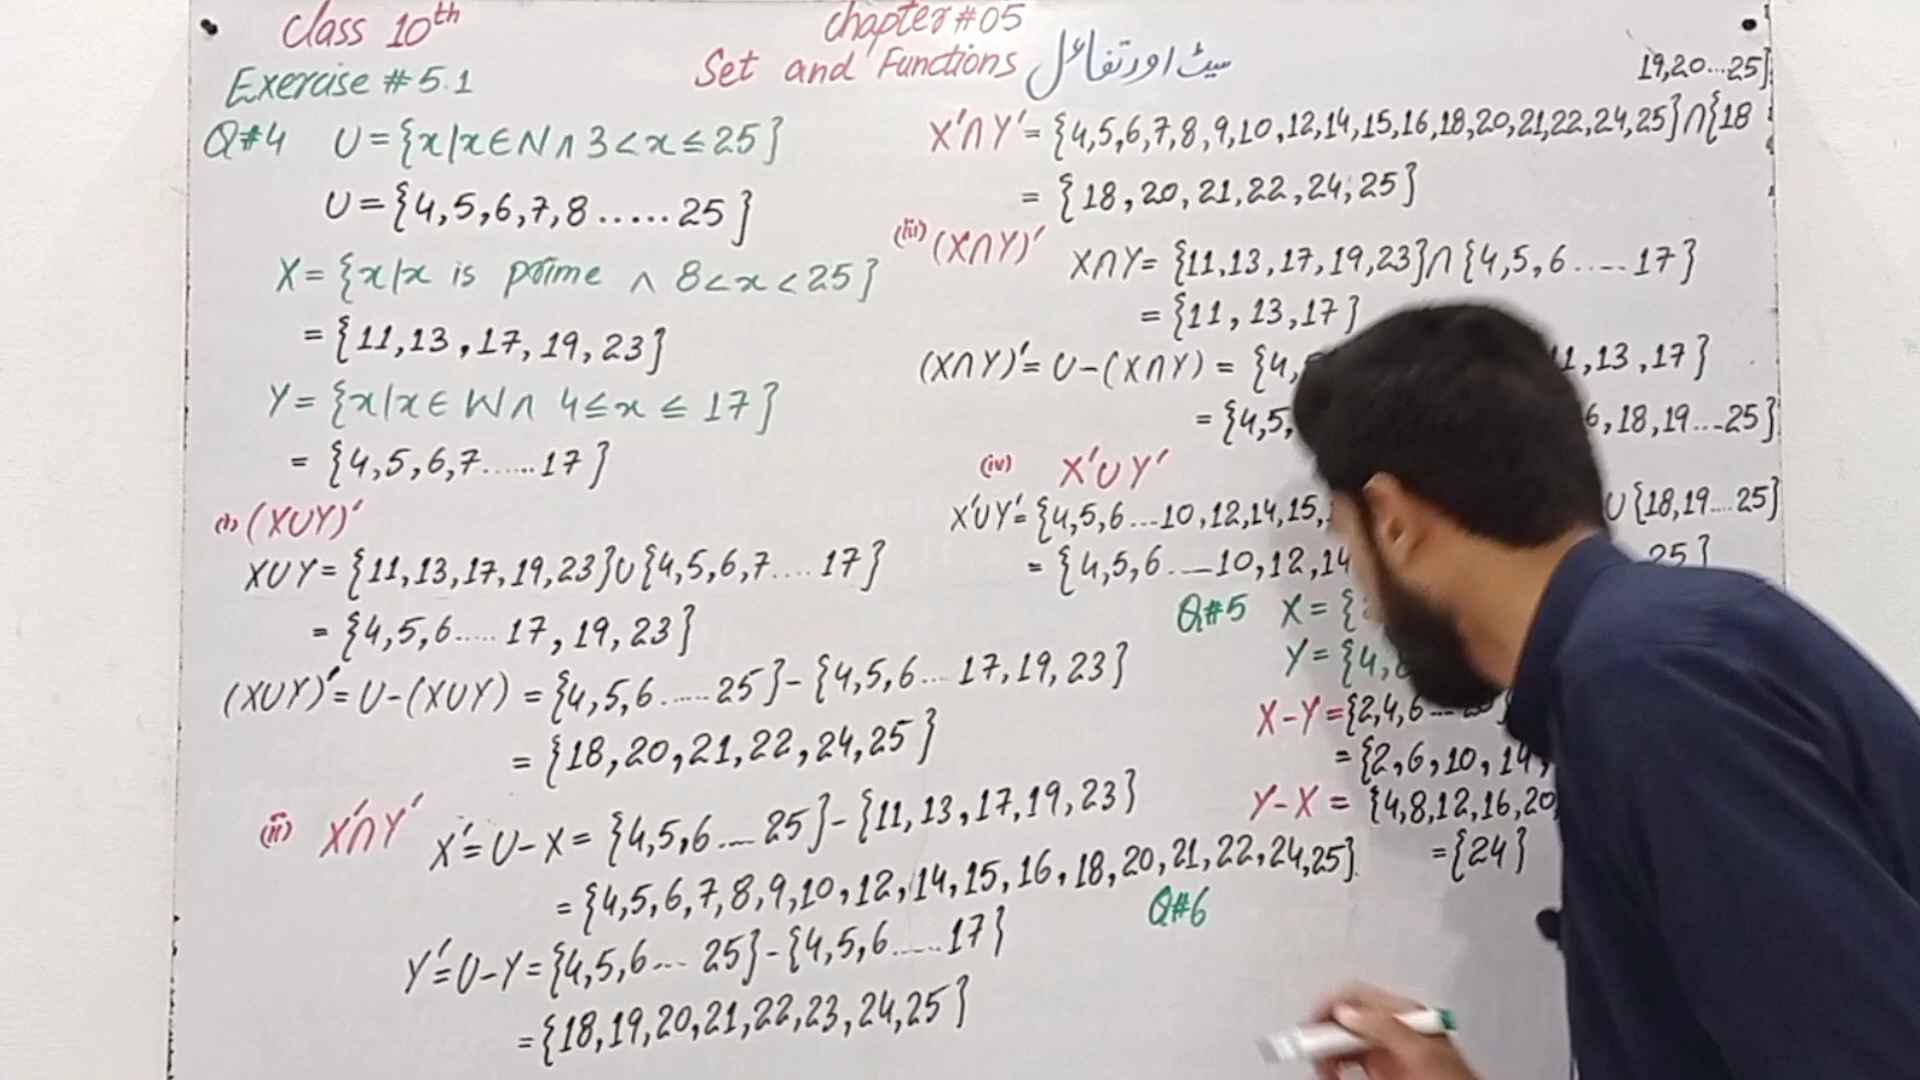 Class 10th
Chapter #05
Exercise #5.1
Set and Functions سیٹ اور تفاعل
Q#4 U={x/x∈N∧3<x≤25}
U={4,5,6,7,8.....25}
X={x/x is prime ∧ 8<x<25}
={11,13,17,19,23}
Y={x/x∈W∧ 4≤x≤17}
={4,5,6,7......17}
(i) (X∪Y)'
X∪Y={11,13,17,19,23}∪{4,5,6,7....17}
={4,5,6.....17,19,23}
(X∪Y)'=U-(X∪Y)={4,5,6......25}-{4,5,6...17,19,23}
={18,20,21,22,24,25}
(ii) X'∩Y' X'=U-X={4,5,6....25}-{11,13,17,19,23}
={4,5,6,7,8,9,10,12,14,15,16,18,20,21,22,24,25}
Y'=U-Y={4,5,6...25}-{4,5,6......17}
={18,19,20,21,22,23,24,25}
19,20...25}
X'∩Y'={4,5,6,7,8,9,10,12,14,15,16,18,20,21,22,24,25}∩{18
={18,20,21,22,24,25}
(iii) (X∩Y)' X∩Y={11,13,17,19,23}∩{4,5,6.....17}
={11,13,17}
(X∩Y)'=U-(X∩Y)={4, 11,13,17}
={4,5, 6,18,19...25}
(iv) X'∪Y'
X'∪Y'={4,5,6...10,12,14,15, ∪{18,19....25}
={4,5,6....10,12,14 25}
Q#5 X={
Y={4,8
X-Y={2,4,6...20}
={2,6,10,14,
Y-X={4,8,12,16,20
={24}
Q#6